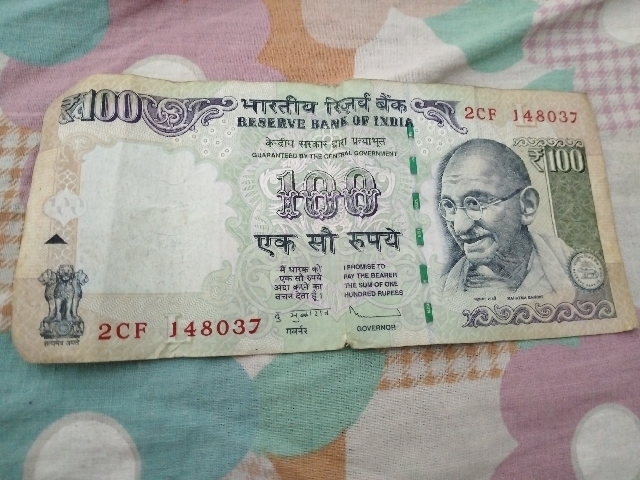 ₹100
भारतीय रिज़र्व बैंक
RESERVE BANK OF INDIA
2CF 148037
केन्द्रीय सरकार द्वारा प्रत्याभूत
GUARANTEED BY THE CENTRAL GOVERNMENT
₹100
100
एक सौ रुपये
मैं धारक को
एक सौ रुपये
अदा करने का
वचन देता हूँ।
I PROMISE TO
PAY THE BEARER
THE SUM OF ONE
HUNDRED RUPEES
गवर्नर
GOVERNOR
2CF 148037
सत्यमेव जयते
महात्मा गांधी
MAHATMA GANDHI